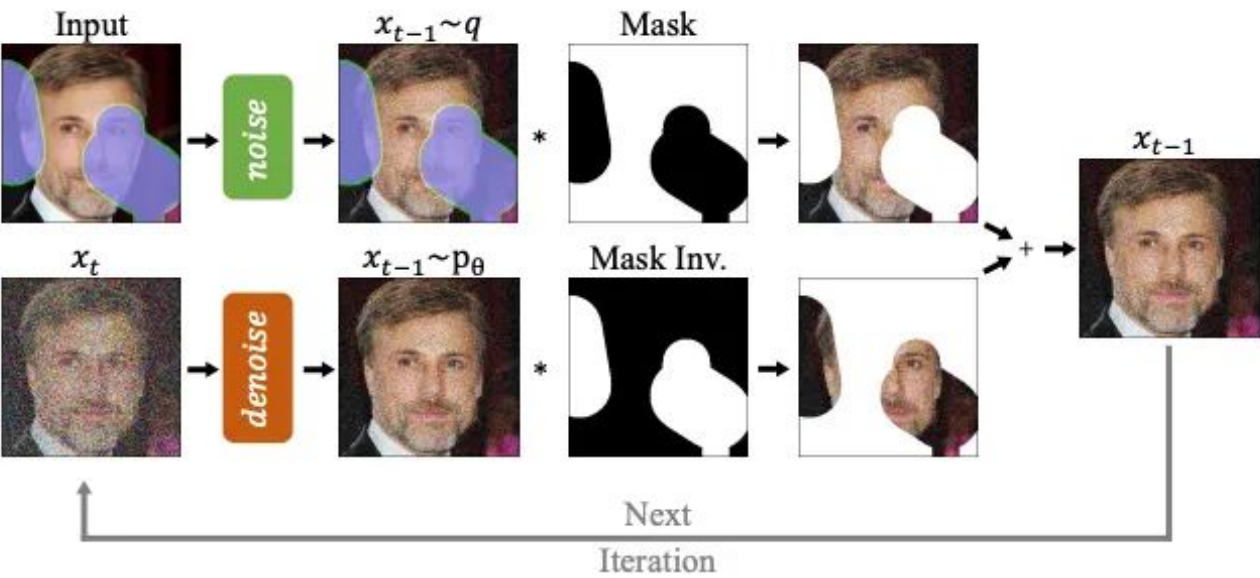 Input
x_{t−1}~q
Mask
noise
*
x_{t−1}
x_t
x_{t−1}~p_θ
Mask Inv.
+
denoise
*
Next
Iteration